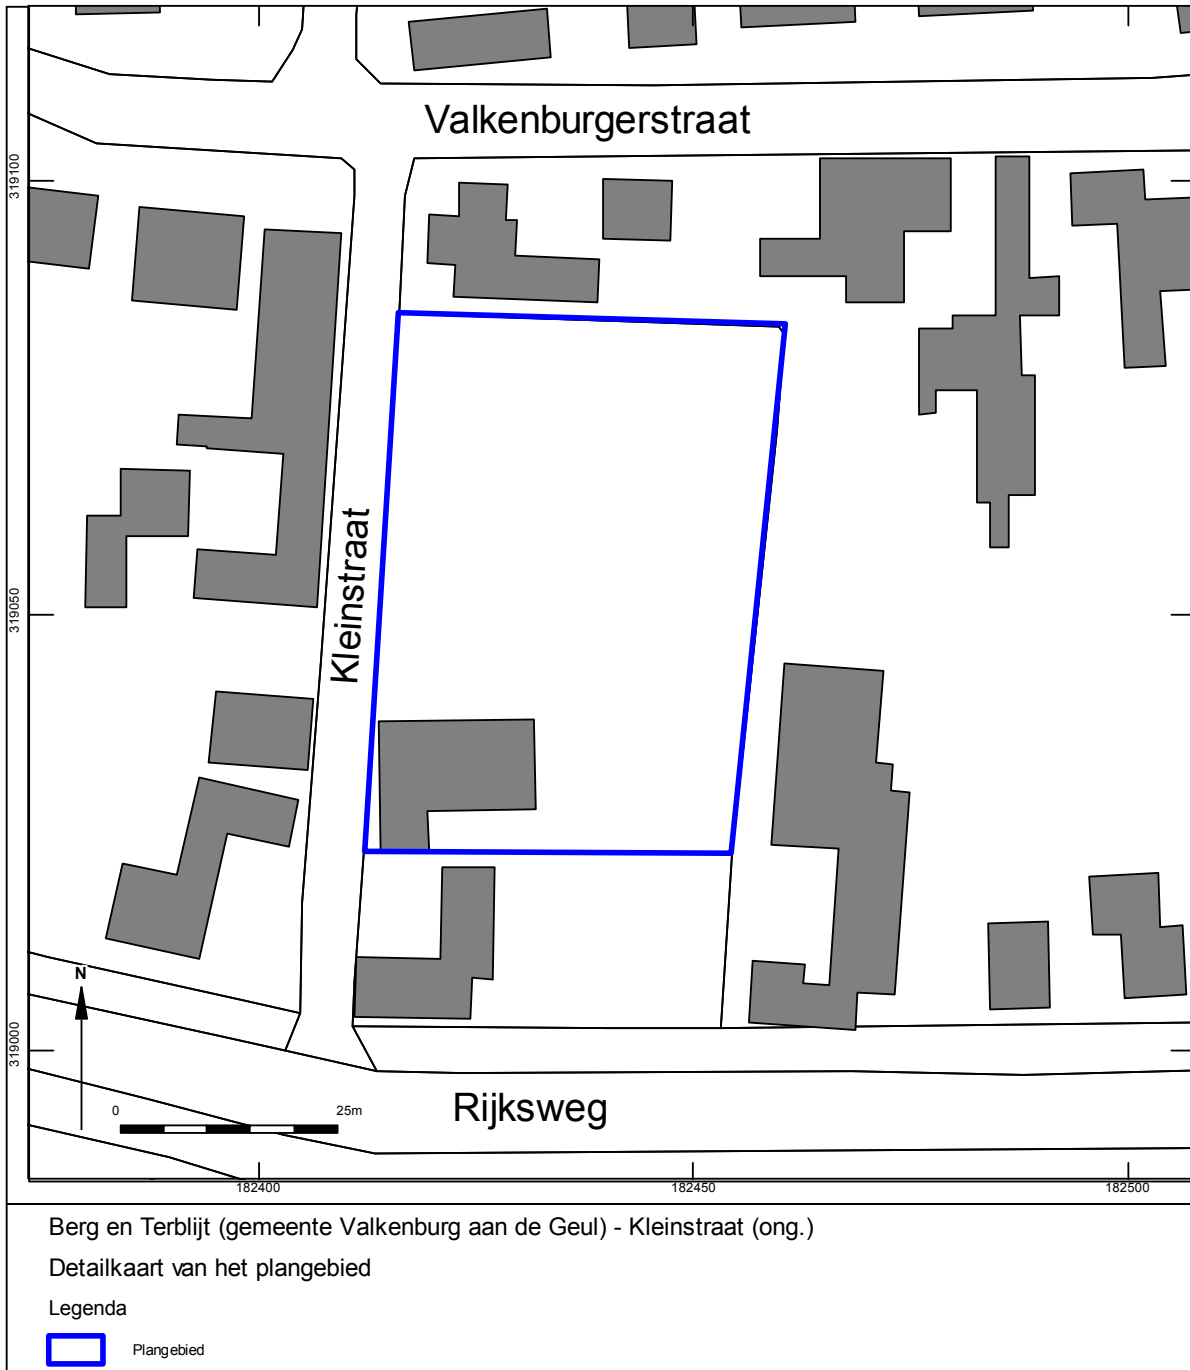 Valkenburgerstraat
319100
Kleinstraat
319050
N
319000
0 25m
Rijksweg
182400 182450 182500
Berg en Terblijt (gemeente Valkenburg aan de Geul) - Kleinstraat (ong.)
Detailkaart van het plangebied
Legenda
Plangebied